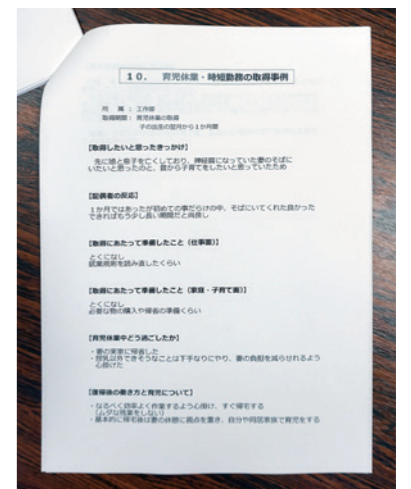 10. 育児休業・時短勤務の取得事例
所 属 : 工作部
取得期間 : 育児休業の取得
子の出生の翌月から1か月間
【取得したいと思ったきっかけ】
先に娘と息子を亡くしており、神経質になっていた妻のそばに
いたいと思ったのと、昔から子育てをしたいと思っていたため
【配偶者の反応】
1か月ではあったが初めての事だらけの中、そばにいてくれた良かった
できればもう少し長い期間だと尚良し
【取得にあたって準備したこと（仕事面）】
とくになし
就業規則を読み直したくらい
【取得にあたって準備したこと（家庭・子育て面）】
とくになし
必要な物の購入や帰省の準備くらい
【育児休業中どう過ごしたか】
・妻の実家に帰省した
・授乳以外できそうなことは下手なりにやり、妻の負担を減らせれるよう
心掛けた
【復帰後の働き方と育児について】
・なるべく効率よく作業するよう心掛け、すぐ帰宅する
（ムダな残業をしない）
・基本的に帰宅後は妻の休憩に視点を置き、自分や同居家族で育児をする